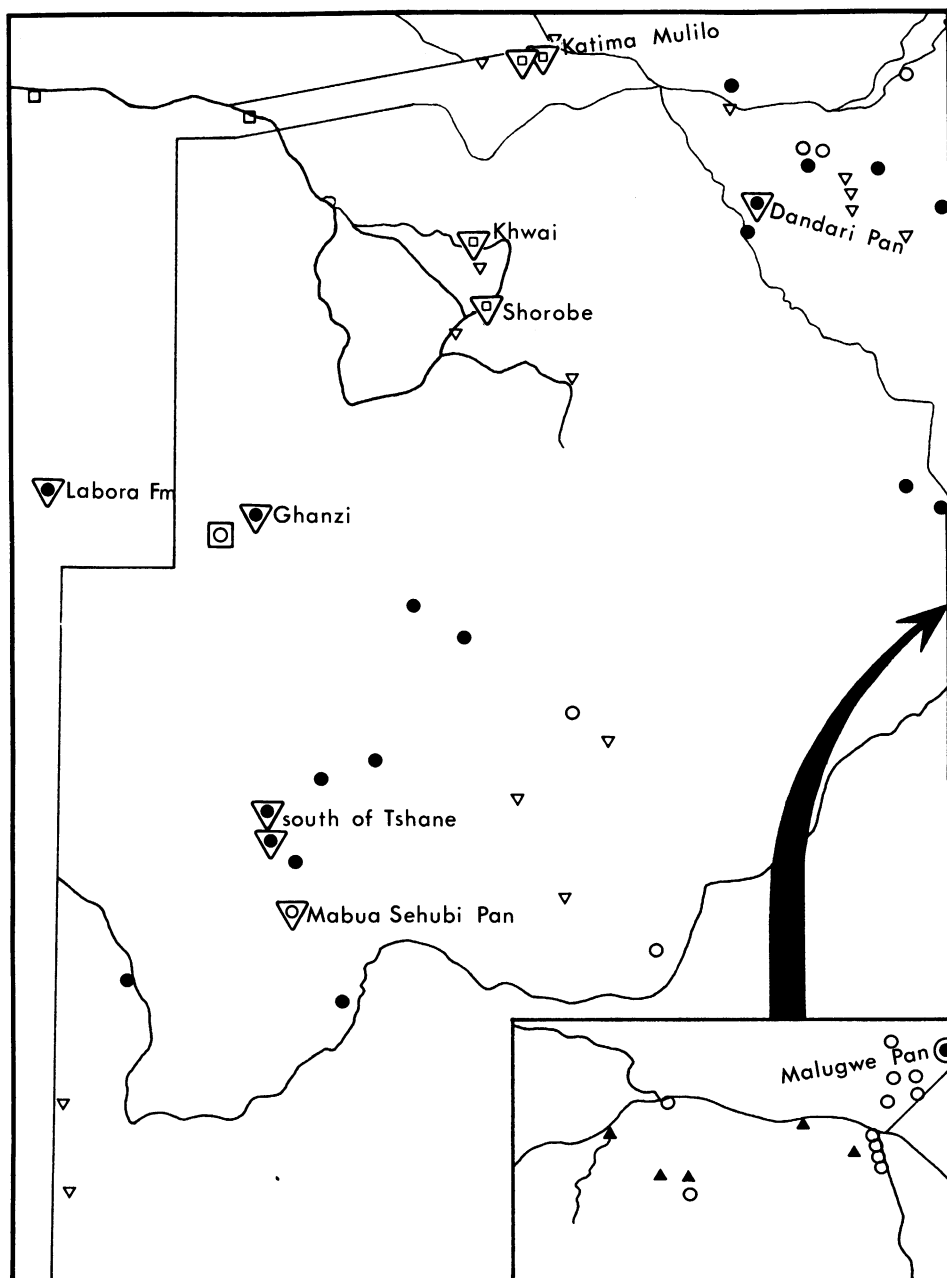 Katima Mulilo
Khwai
Dandari Pan
Shorobe
Labora Fm
Ghanzi
south of Tshane
Mabua Sehubi Pan
Malugwe Pan